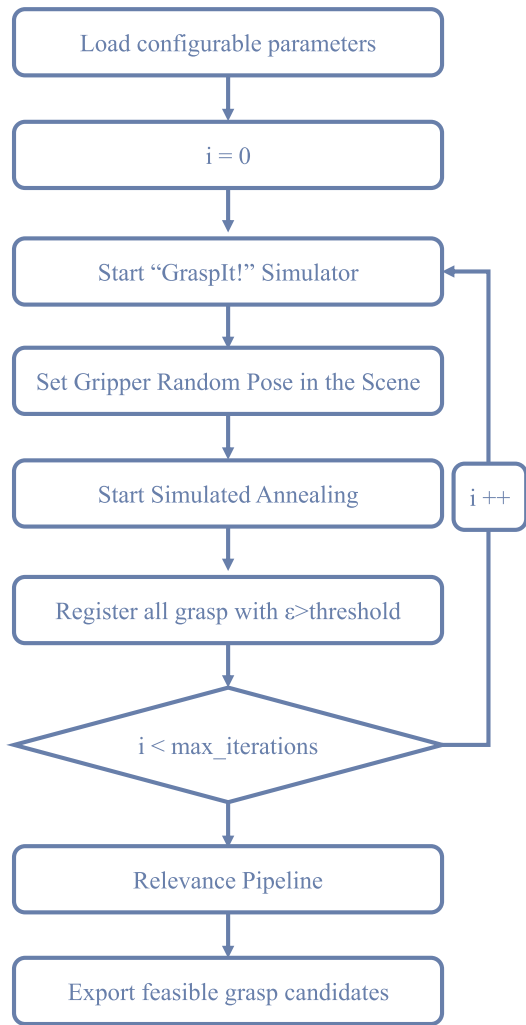 Load configurable parameters
i = 0
Start “GraspIt!” Simulator
Set Gripper Random Pose in the Scene
Start Simulated Annealing
i ++
Register all grasp with ε>threshold
i < max_iterations
Relevance Pipeline
Export feasible grasp candidates